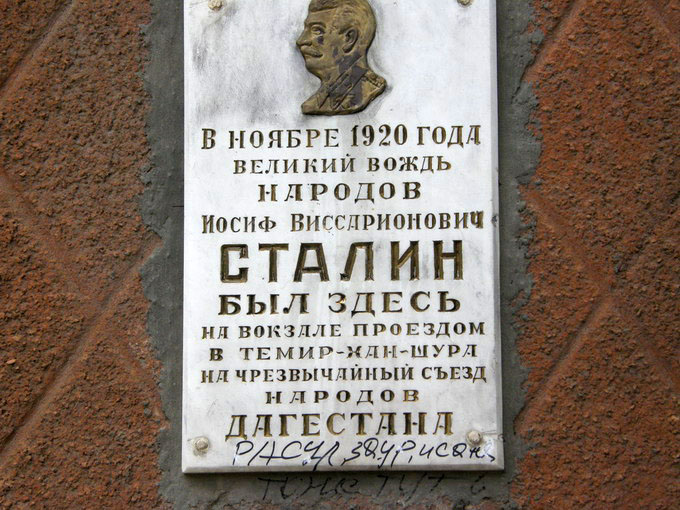 В НОЯБРЕ 1920 ГОДА
ВЕЛИКИЙ ВОЖДЬ
НАРОДОВ
ИОСИФ ВИССАРИОНОВИЧ
СТАЛИН
БЫЛ ЗДЕСЬ
НА ВОКЗАЛЕ ПРОЕЗДОМ
В ТЕМИР-ХАН-ШУРА
НА ЧРЕЗВЫЧАЙНЫЙ СЪЕЗД
НАРОДОВ
ДАГЕСТАНА
РАСУЛ